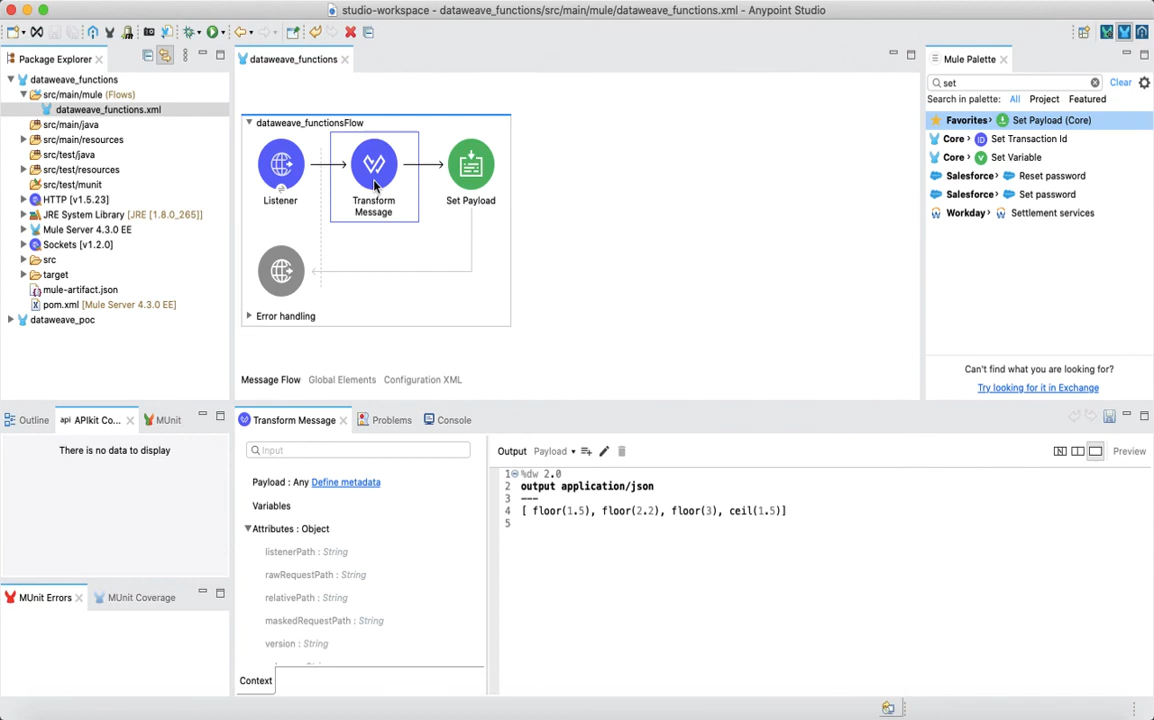 studio-workspace - dataweave_functions/src/main/mule/dataweave_functions.xml - Anypoint Studio
Package Explorer
dataweave_functions
src/main/mule (Flows)
dataweave_functions.xml
src/main/java
src/main/resources
src/test/java
src/test/resources
src/test/munit
HTTP [v1.5.23]
JRE System Library [JRE [1.8.0_265]]
Mule Server 4.3.0 EE
Sockets [v1.2.0]
src
target
mule-artifact.json
pom.xml [Mule Server 4.3.0 EE]
dataweave_poc
dataweave_functions
dataweave_functionsFlow
Listener
Transform
Message
Set Payload
Error handling
Message Flow Global Elements Configuration XML
Mule Palette
set
Clear
Search in palette: All Project Featured
Favorites> Set Payload (Core)
Core > Set Transaction Id
Core > Set Variable
Salesforce> Reset password
Salesforce> Set password
Workday> Settlement services
Can't find what you are looking for?
Try looking for it in Exchange
Outline
api APIkit Co...
MUnit
There is no data to display
MUnit Errors
MUnit Coverage
Transform Message
Problems
Console
Input
Payload : Any Define metadata
Variables
Attributes : Object
listenerPath : String
rawRequestPath : String
relativePath : String
maskedRequestPath : String
version : String
Context
Output Payload
Preview
1 %dw 2.0
2 output application/json
3 ---
4 [ floor(1.5), floor(2.2), floor(3), ceil(1.5)]
5